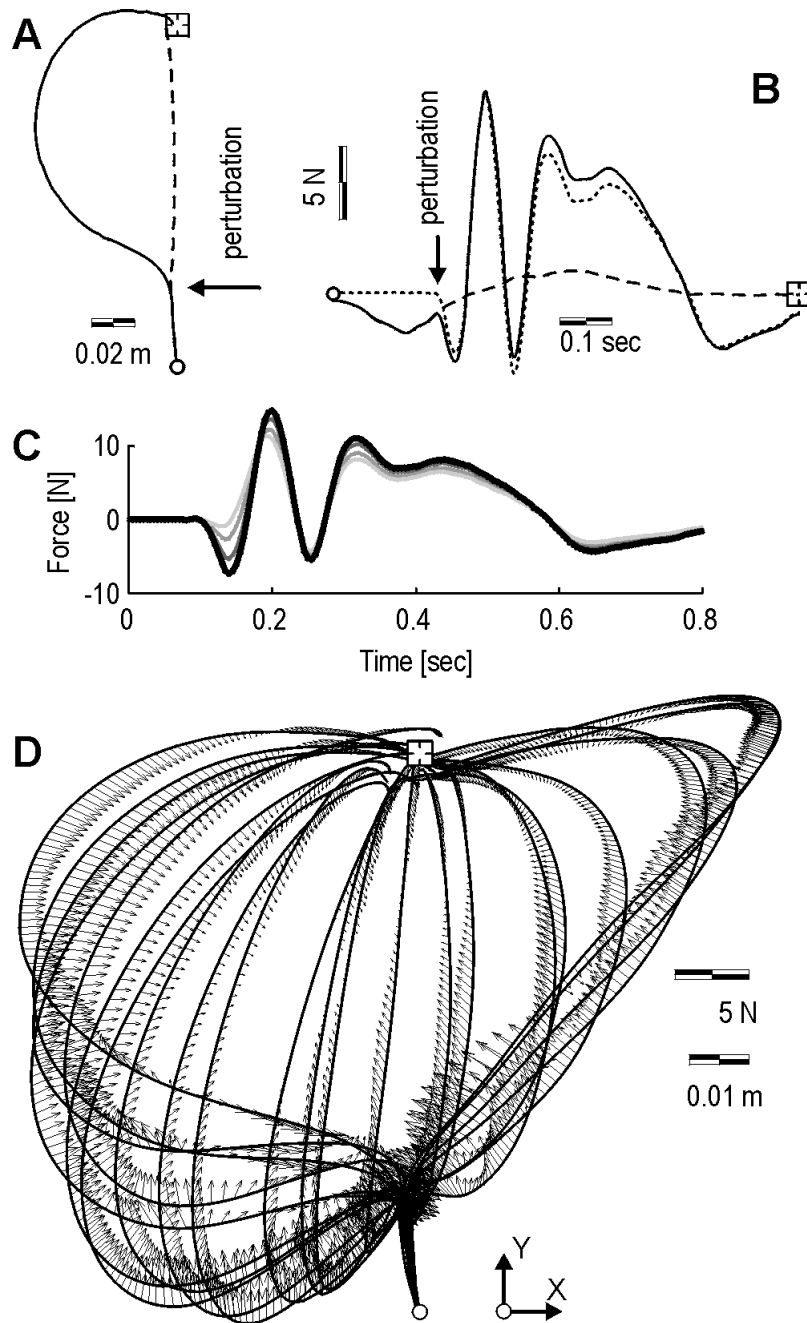 A
perturbation
0.02 m
B
5 N
perturbation
0.1 sec
C
Force [N]
10
0
-10
0
0.2
0.4
0.6
0.8
Time [sec]
D
5 N
0.01 m
Y
X